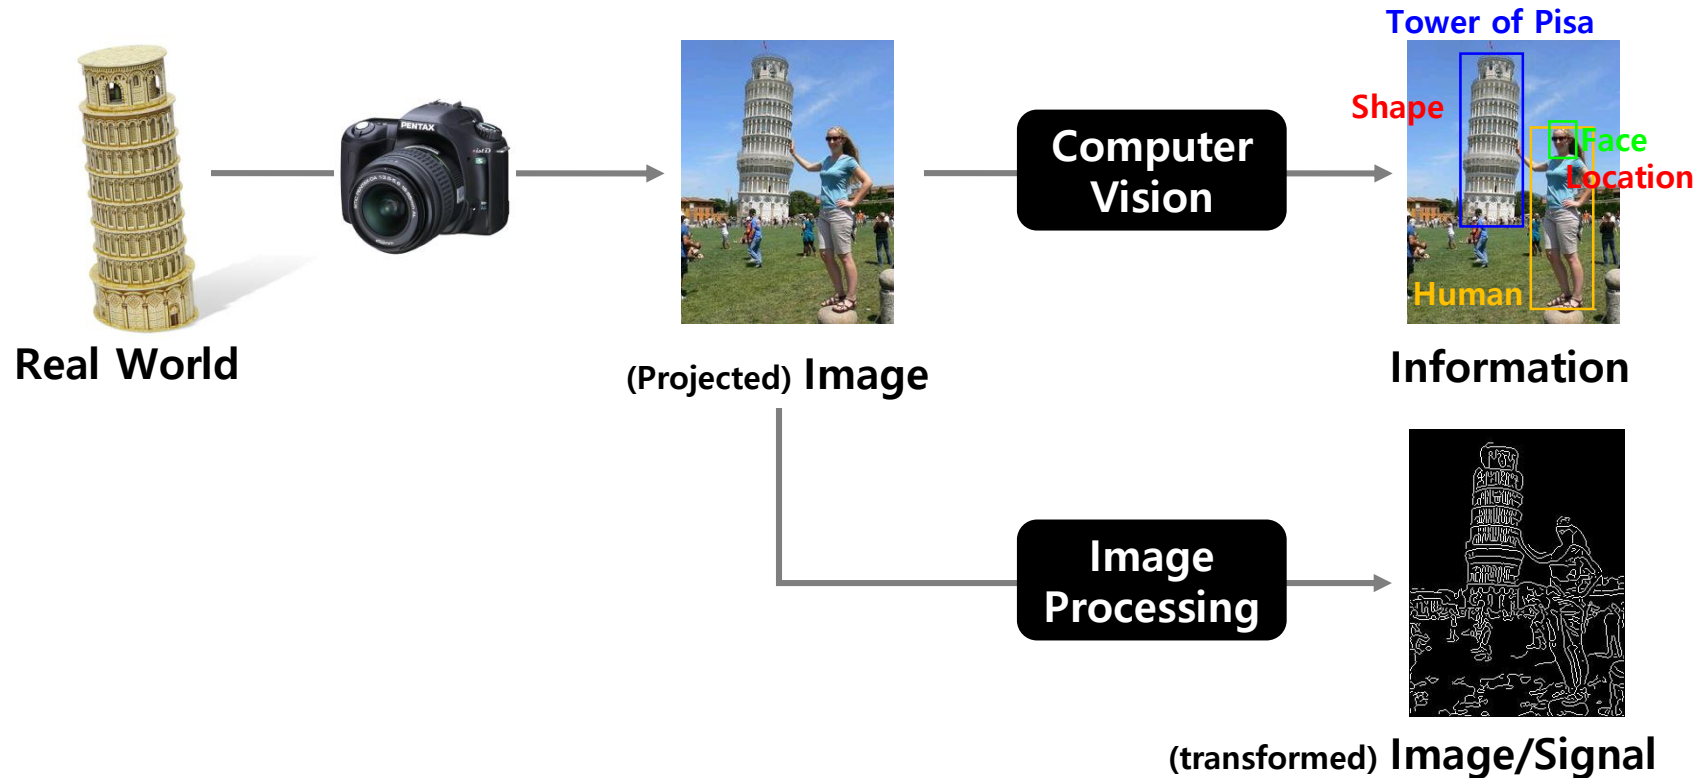 Tower of Pisa
Shape
Face
Location
Human
PENTAX
Computer
Vision
Real World
(Projected) Image
Information
Image
Processing
(transformed) Image/Signal